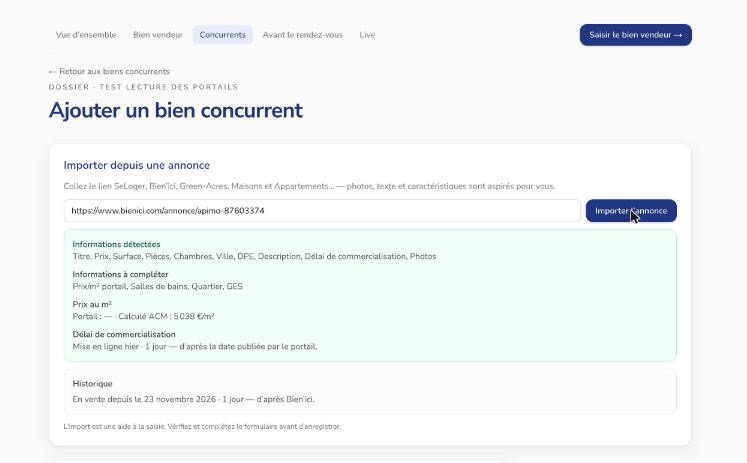 Vue d'ensemble Bien vendeur Concurrents Avant le rendez-vous Live Saisir le bien vendeur →
← Retour aux biens concurrents
DOSSIER · TEST LECTURE DES PORTAILS
Ajouter un bien concurrent
Importer depuis une annonce
Collez le lien SeLoger, Bien'ici, Green-Acres, Maisons et Appartements… — photos, texte et caractéristiques sont aspirés pour vous.
https://www.bienici.com/annonce/apimo-87603374 Importer l'annonce
Informations détectées
Titre, Prix, Surface, Pièces, Chambres, Ville, DPE, Description, Délai de commercialisation, Photos
Informations à compléter
Prix/m² portail, Salles de bains, Quartier, GES
Prix au m²
Portail : — · Calculé ACM : 5 038 €/m²
Délai de commercialisation
Mise en ligne hier · 1 jour — d'après la date publiée par le portail.
Historique
En vente depuis le 23 novembre 2026 · 1 jour — d'après Bien'ici.
L'import est une aide à la saisie. Vérifiez et complétez le formulaire avant d'enregistrer.